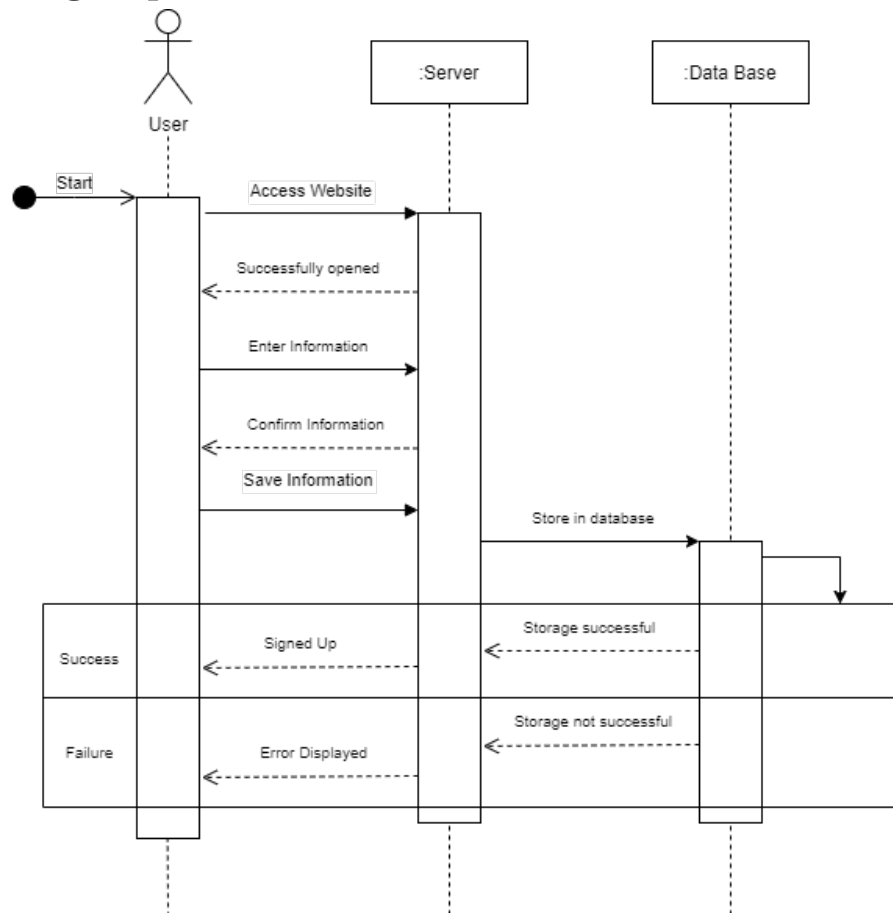 :Server
:Data Base
User
Start
Access Website
Successfully opened
Enter Information
Confirm Information
Save Information
Store in database
Storage successful
Signed Up
Success
Storage not successful
Failure
Error Displayed